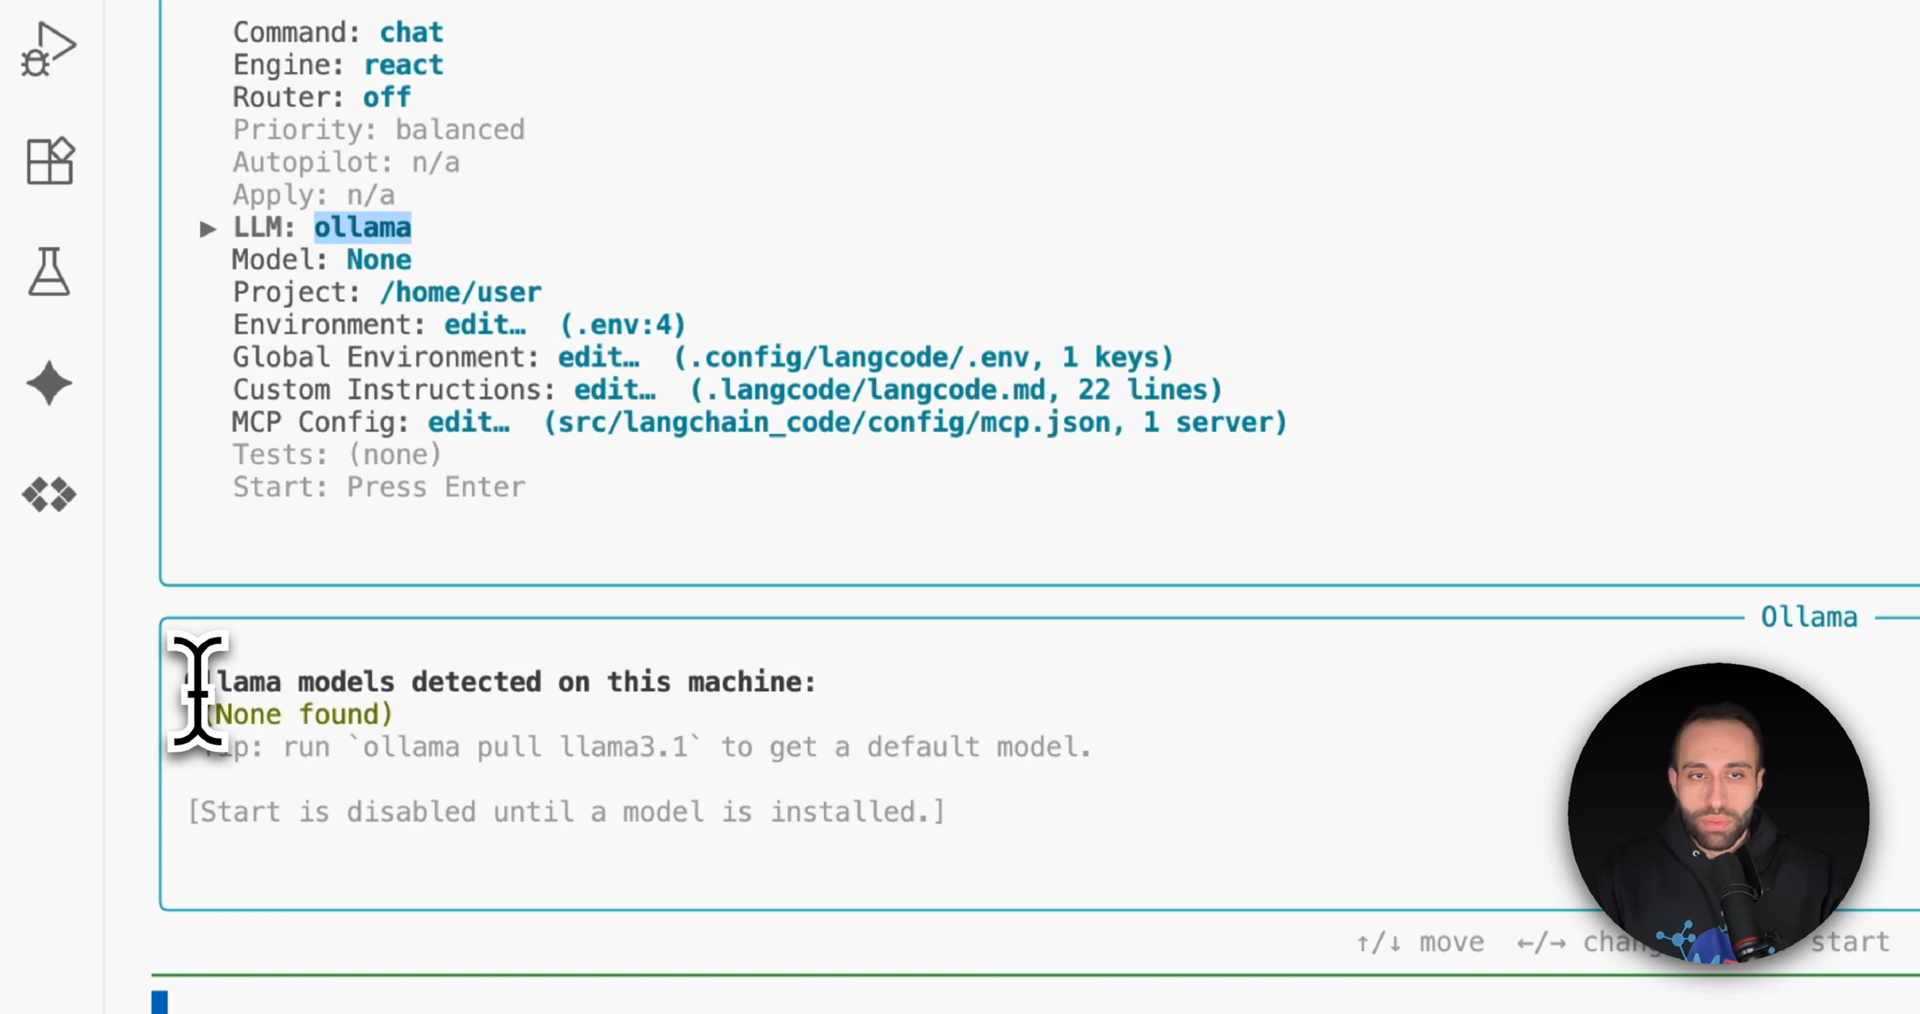 Command: chat
Engine: react
Router: off
Priority: balanced
Autopilot: n/a
Apply: n/a
▶ LLM: ollama
Model: None
Project: /home/user
Environment: edit… (.env:4)
Global Environment: edit… (.config/langcode/.env, 1 keys)
Custom Instructions: edit… (.langcode/langcode.md, 22 lines)
MCP Config: edit… (src/langchain_code/config/mcp.json, 1 server)
Tests: (none)
Start: Press Enter
Ollama
models detected on this machine:
(None found)
run `ollama pull llama3.1` to get a default model.
[Start is disabled until a model is installed.]
↑/↓ move ←/→ start